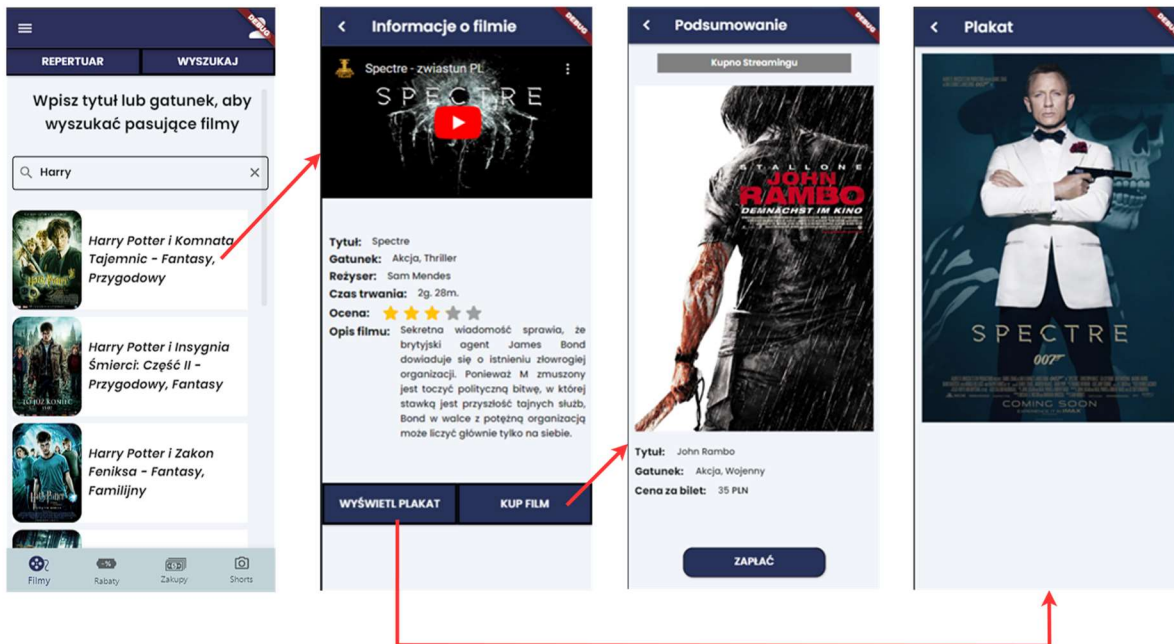 DEBUG
REPERTUAR
WYSZUKAJ
Wpisz tytuł lub gatunek, aby
wyszukać pasujące filmy
Harry
Harry Potter i Komnata
Tajemnic - Fantasy,
Przygodowy
Harry Potter i Insygnia
Śmierci: Część II -
Przygodowy, Fantasy
Harry Potter i Zakon
Feniksa - Fantasy,
Familijny
Filmy
Rabaty
Zakupy
Shorts
Informacje o filmie
DEBUG
Spectre - zwiastun PL
SPECTRE
Tytuł: Spectre
Gatunek: Akcja, Thriller
Reżyser: Sam Mendes
Czas trwania: 2g. 28m.
Ocena:
Opis filmu: Sekretna wiadomość sprawia, że
brytyjski agent James Bond
dowiaduje się o istnieniu złowrogiej
organizacji. Ponieważ M zmuszony
jest toczyć polityczną bitwę, w której
stawką jest przyszłość tajnych służb,
Bond w walce z potężną organizacją
może liczyć głównie tylko na siebie.
WYŚWIETL PLAKAT
KUP FILM
Podsumowanie
DEBUG
Kupno Streamingu
STALLONE
JOHN
RAMBO
DEMNÄCHST IM KINO
Tytuł: John Rambo
Gatunek: Akcja, Wojenny
Cena za bilet: 35 PLN
ZAPŁAĆ
Plakat
DEBUG
SPECTRE
007
COMING SOON